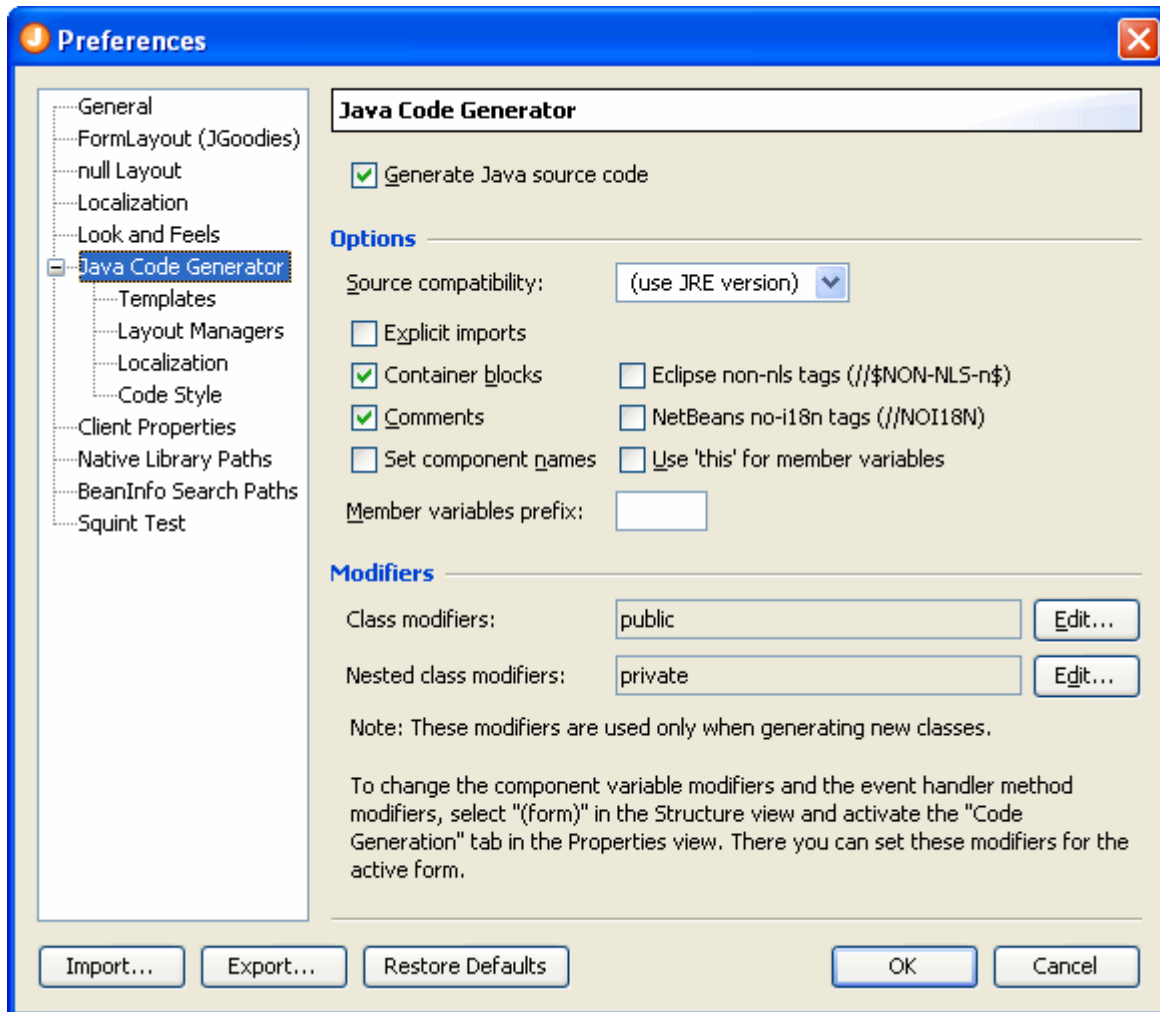 Preferences
General
FormLayout (JGoodies)
null Layout
Localization
Look and Feels
Java Code Generator
Templates
Layout Managers
Localization
Code Style
Client Properties
Native Library Paths
BeanInfo Search Paths
Squint Test
Java Code Generator
Generate Java source code
Options
Source compatibility:
(use JRE version)
Explicit imports
Container blocks
Eclipse non-nls tags (//$NON-NLS-n$)
Comments
NetBeans no-i18n tags (//NOI18N)
Set component names
Use 'this' for member variables
Member variables prefix:
Modifiers
Class modifiers:
public
Edit...
Nested class modifiers:
private
Edit...
Note: These modifiers are used only when generating new classes.
To change the component variable modifiers and the event handler method
modifiers, select "(form)" in the Structure view and activate the "Code
Generation" tab in the Properties view. There you can set these modifiers for the
active form.
Import...
Export...
Restore Defaults
OK
Cancel